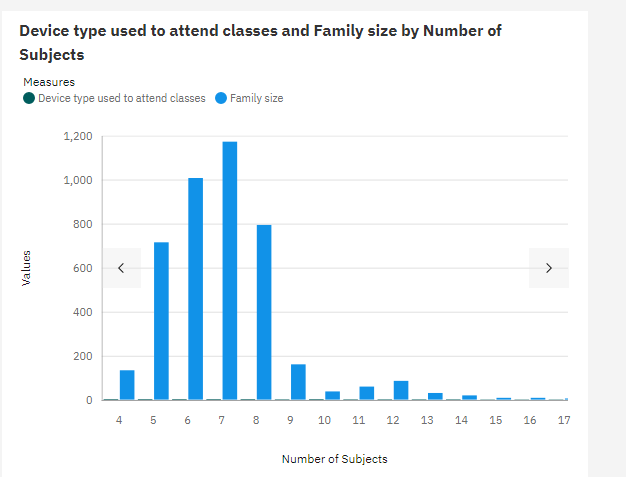 Device type used to attend classes and Family size by Number of
Subjects
Measures
Device type used to attend classes Family size
1,200
1,000
800
600
400
200
0
Values
4 5 6 7 8 9 10 11 12 13 14 15 16 17
Number of Subjects